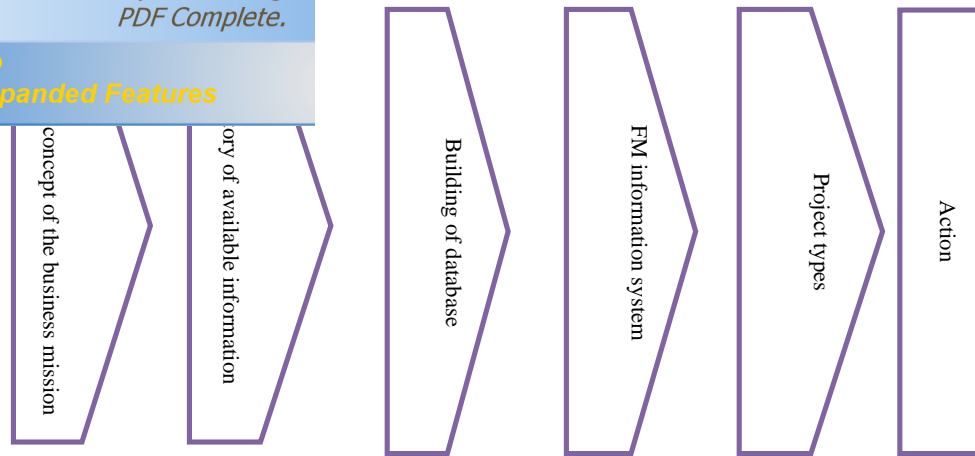 PDF Complete.
panded Features
concept of the business mission
ory of available information
Building of database
FM information system
Project types
Action